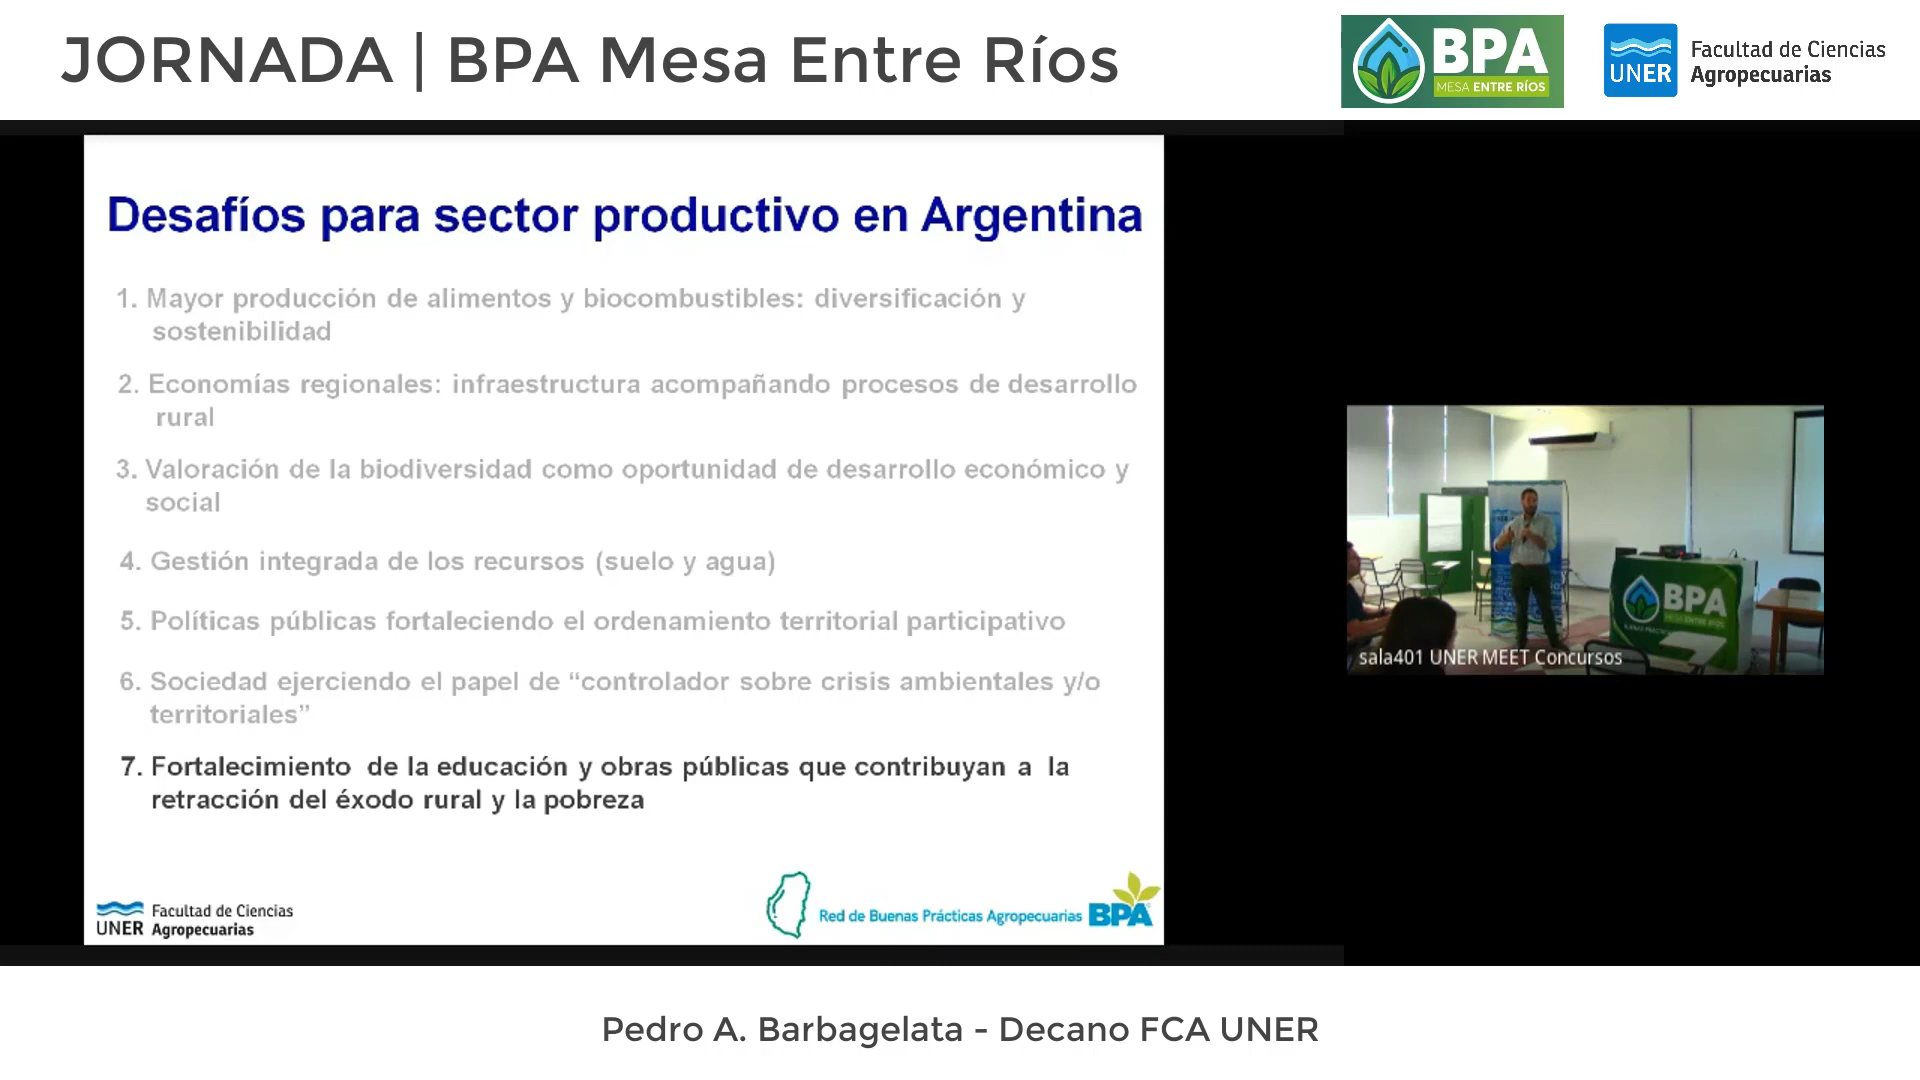 JORNADA | BPA Mesa Entre Ríos
BPA
MESA ENTRE RÍOS
UNER
Facultad de Ciencias
Agropecuarias
Desafíos para sector productivo en Argentina
1. Mayor producción de alimentos y biocombustibles: diversificación y
sostenibilidad
2. Economías regionales: infraestructura acompañando procesos de desarrollo
rural
3. Valoración de la biodiversidad como oportunidad de desarrollo económico y
social
4. Gestión integrada de los recursos (suelo y agua)
5. Políticas públicas fortaleciendo el ordenamiento territorial participativo
6. Sociedad ejerciendo el papel de “controlador sobre crisis ambientales y/o
territoriales”
7. Fortalecimiento de la educación y obras públicas que contribuyan a la
retracción del éxodo rural y la pobreza
UNER
Facultad de Ciencias
Agropecuarias
Red de Buenas Prácticas Agropecuarias BPA
UNER
BPA
MESA ENTRE RÍOS
sala401 UNER MEET Concursos
Pedro A. Barbagelata - Decano FCA UNER